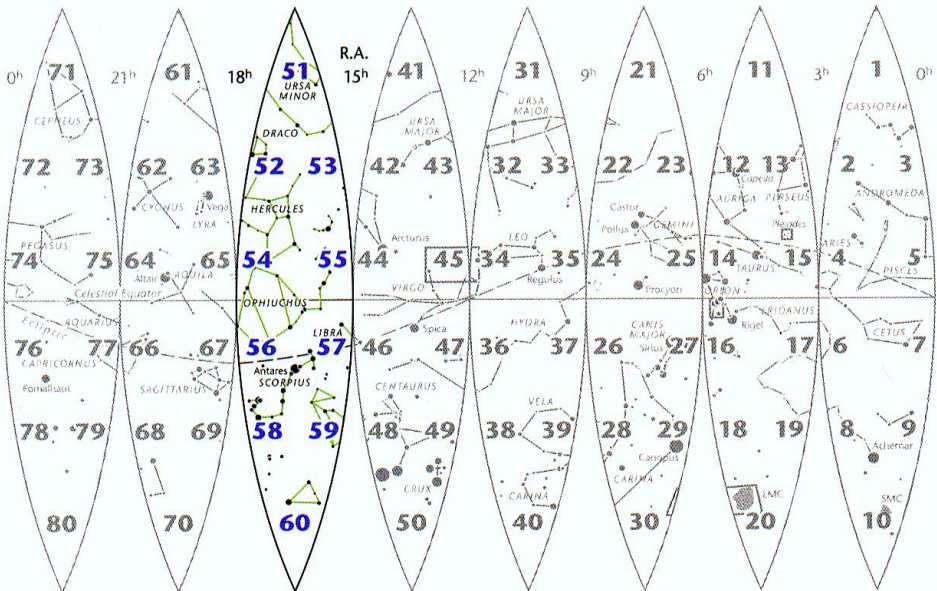 R.A.
0h 71 21h 61 18h 51 15h 41 12h 31 9h 21 6h 11 3h 1 0h
URSA MINOR
URSA MAJOR
URSA MAJOR
CEPHEUS
CASSIOPEIA
DRACO
72 73 62 63 52 53 42 43 32 33 22 23 12 13 2 3
Capella
CYGNUS
Vega
LYRA
HERCULES
Castor
Pollux
GEMINI
AURIGA
PERSEUS
Pleiades
ANDROMEDA
PEGASUS
Arcturus
LEO
ARIES
74 75 64 65 54 55 44 45 34 35 24 25 14 15 4 5
Altair
AQUILA
Regulus
TAURUS
PISCES
Celestial Equator
OPHIUCHUS
VIRGO
Procyon
ORION
Ecliptic
AQUARIUS
LIBRA
Spica
HYDRA
CANIS MAJOR
Sirius
Rigel
ERIDANUS
CETUS
76 77 66 67 56 57 46 47 36 37 26 27 16 17 6 7
CAPRICORNUS
Fomalhaut
SAGITTARIUS
Antares
SCORPIUS
CENTAURUS
VELA
78 79 68 69 58 59 48 49 38 39 28 29 18 19 8 9
Canopus
Achernar
CRUX
CARINA
CARINA
LMC
SMC
80 70 60 50 40 30 20 10